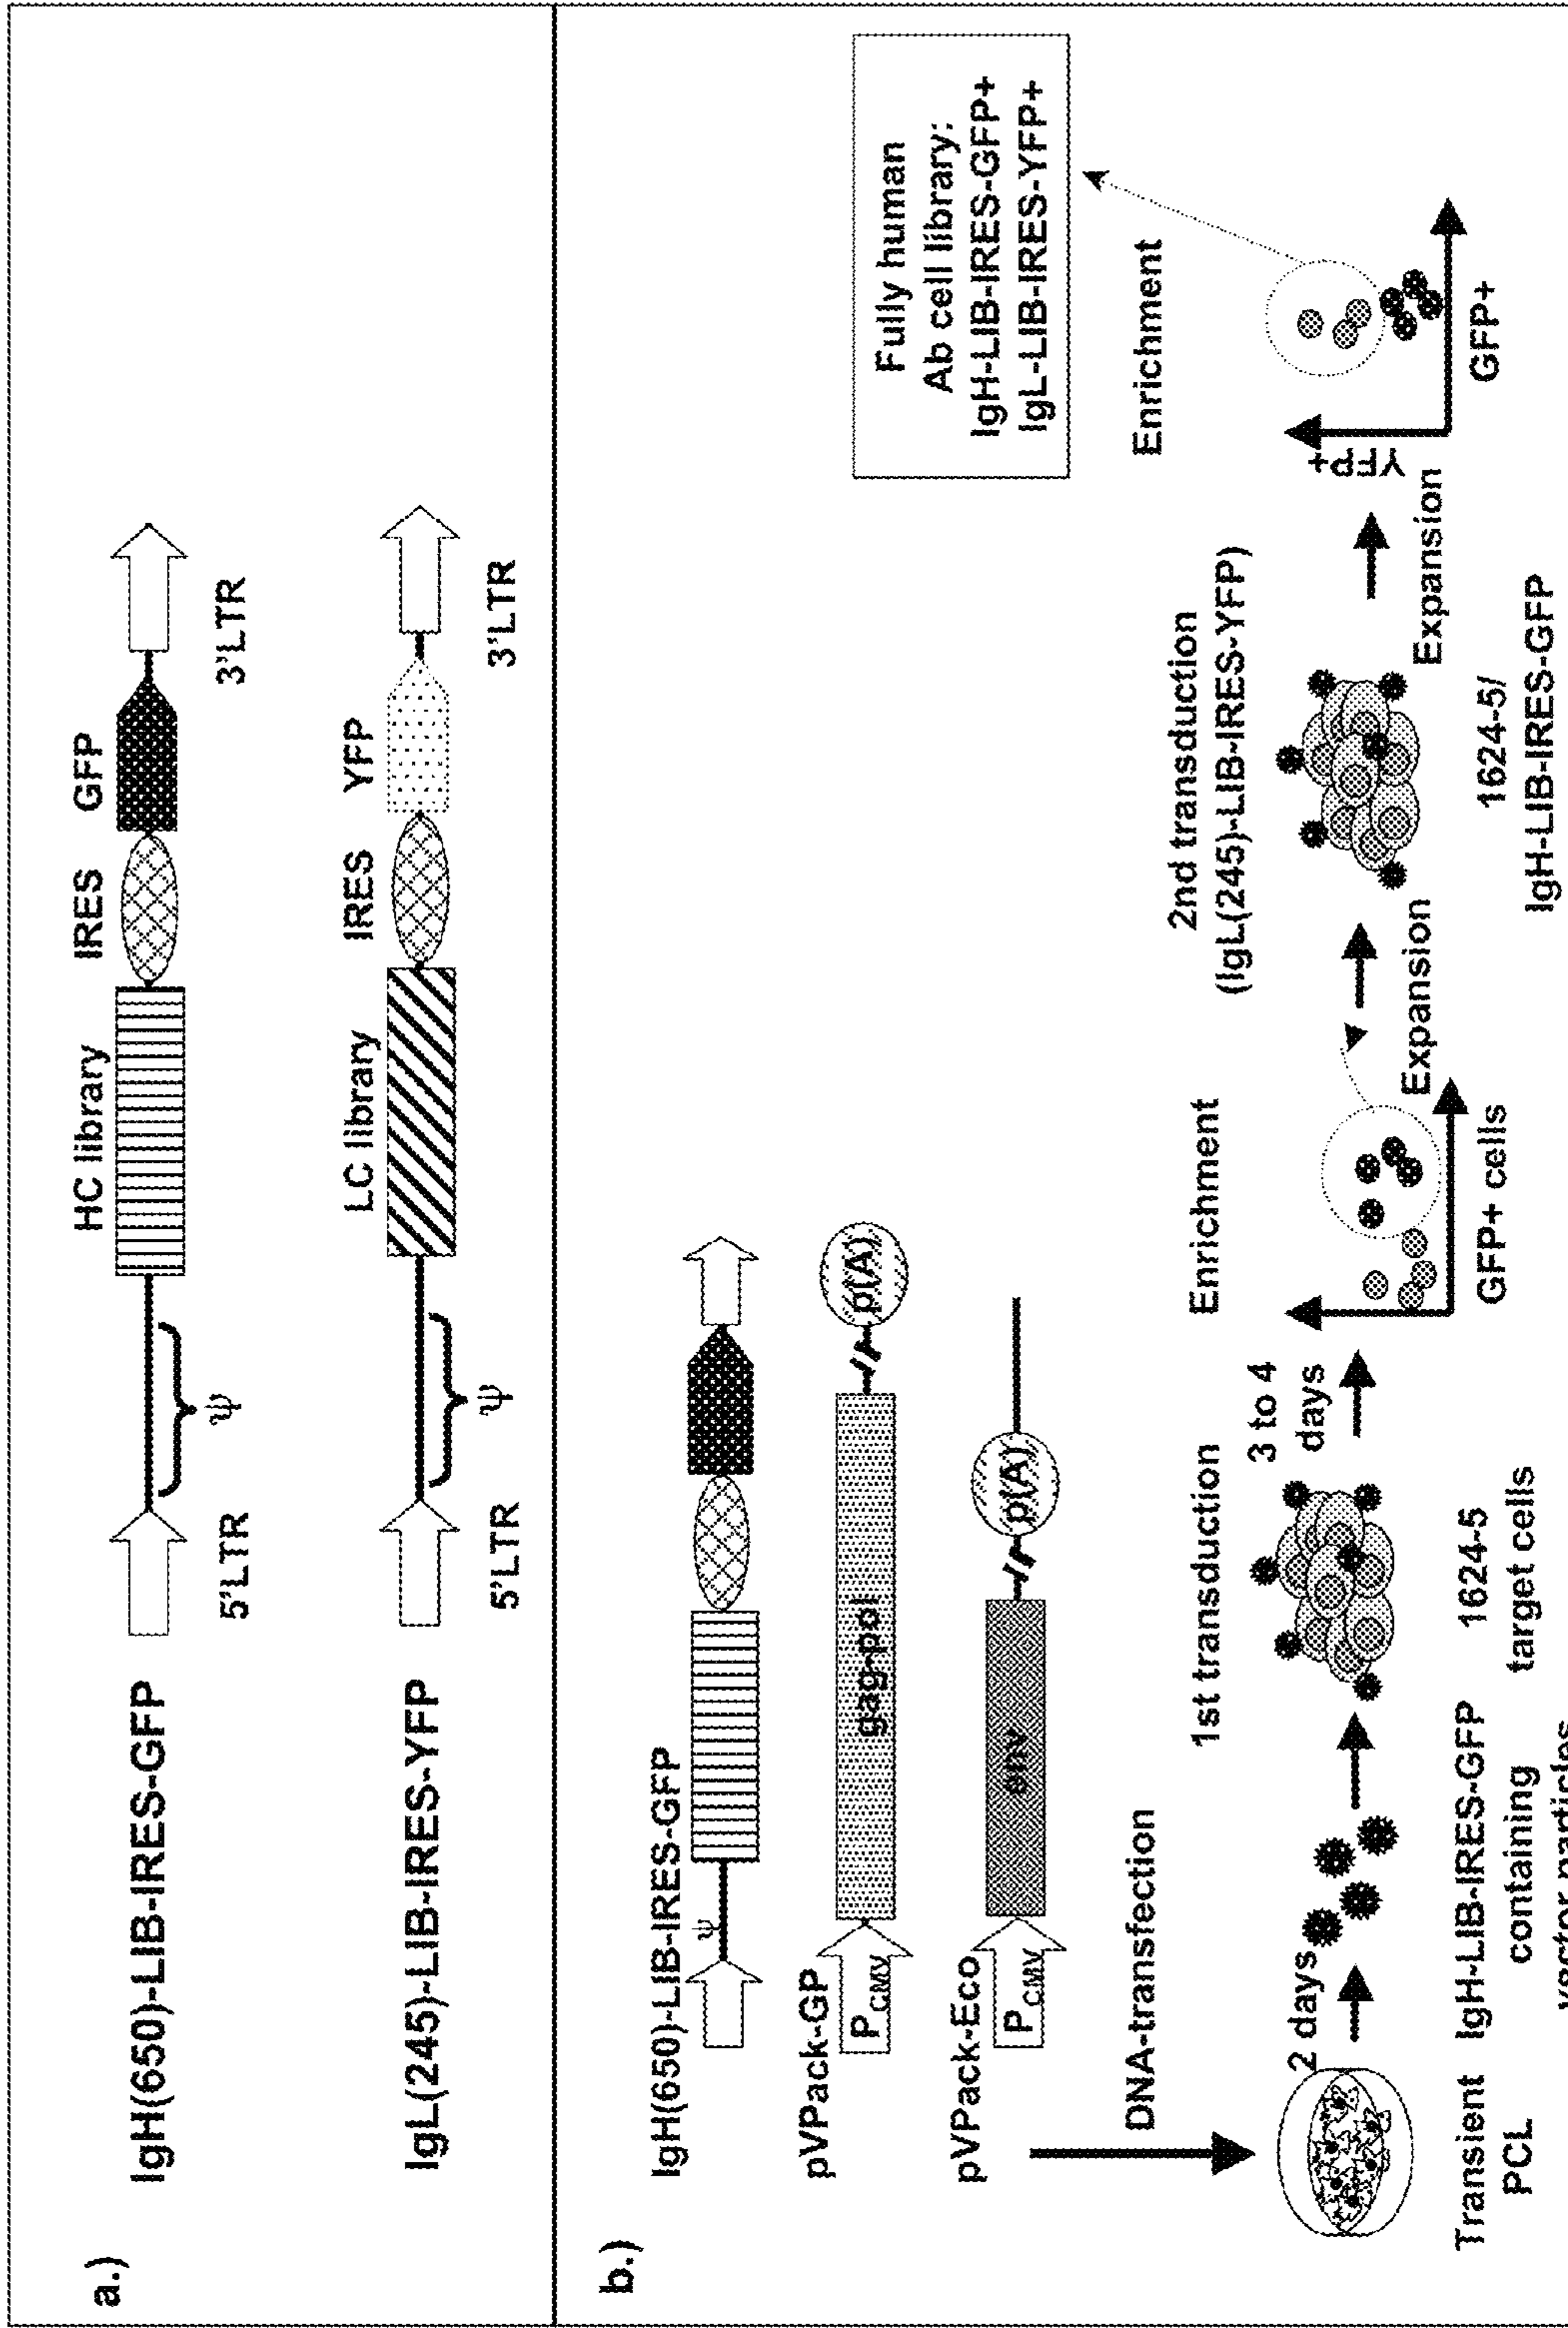 a.)
IgH(650)-LIB-IRES-GFP
HC library
IRES
GFP
5'LTR
ψ
3'LTR
IgL(245)-LIB-IRES-YFP
LC library
IRES
YFP
5'LTR
ψ
3'LTR
b.)
IgH(650)-LIB-IRES-GFP
ψ
pVPack-GP
PCMV
gag-pol
p(A)
pVPack-Eco
PCMV
env
p(A)
DNA-transfection
Fully human
Ab cell library:
IgH-LIB-IRES-GFP+
IgL-LIB-IRES-YFP+
2 days
1st transduction
3 to 4
days
Enrichment
GFP+ cells
Expansion
2nd transduction
(IgL(245)-LIB-IRES-YFP)
Expansion
Enrichment
YFP+
GFP+
Transient
PCL
IgH-LIB-IRES-GFP
containing
vector particles
1624-5
target cells
1624-5/
IgH-LIB-IRES-GFP